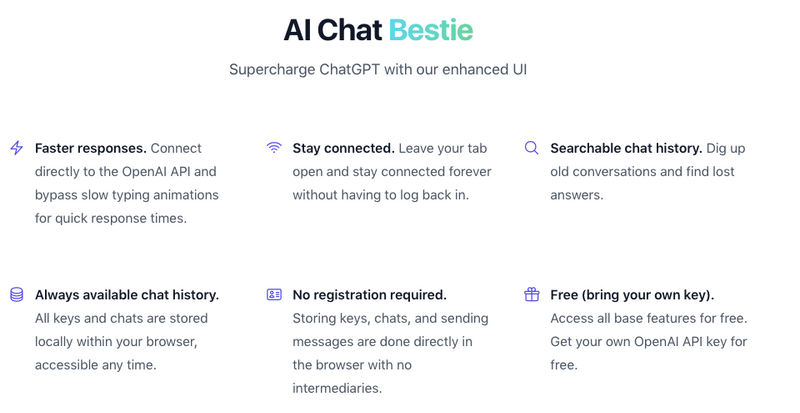 AI Chat Bestie
Supercharge ChatGPT with our enhanced UI
Faster responses. Connect
directly to the OpenAI API and
bypass slow typing animations
for quick response times.
Stay connected. Leave your tab
open and stay connected forever
without having to log back in.
Searchable chat history. Dig up
old conversations and find lost
answers.
Always available chat history.
All keys and chats are stored
locally within your browser,
accessible any time.
No registration required.
Storing keys, chats, and sending
messages are done directly in
the browser with no
intermediaries.
Free (bring your own key).
Access all base features for free.
Get your own OpenAI API key for
free.